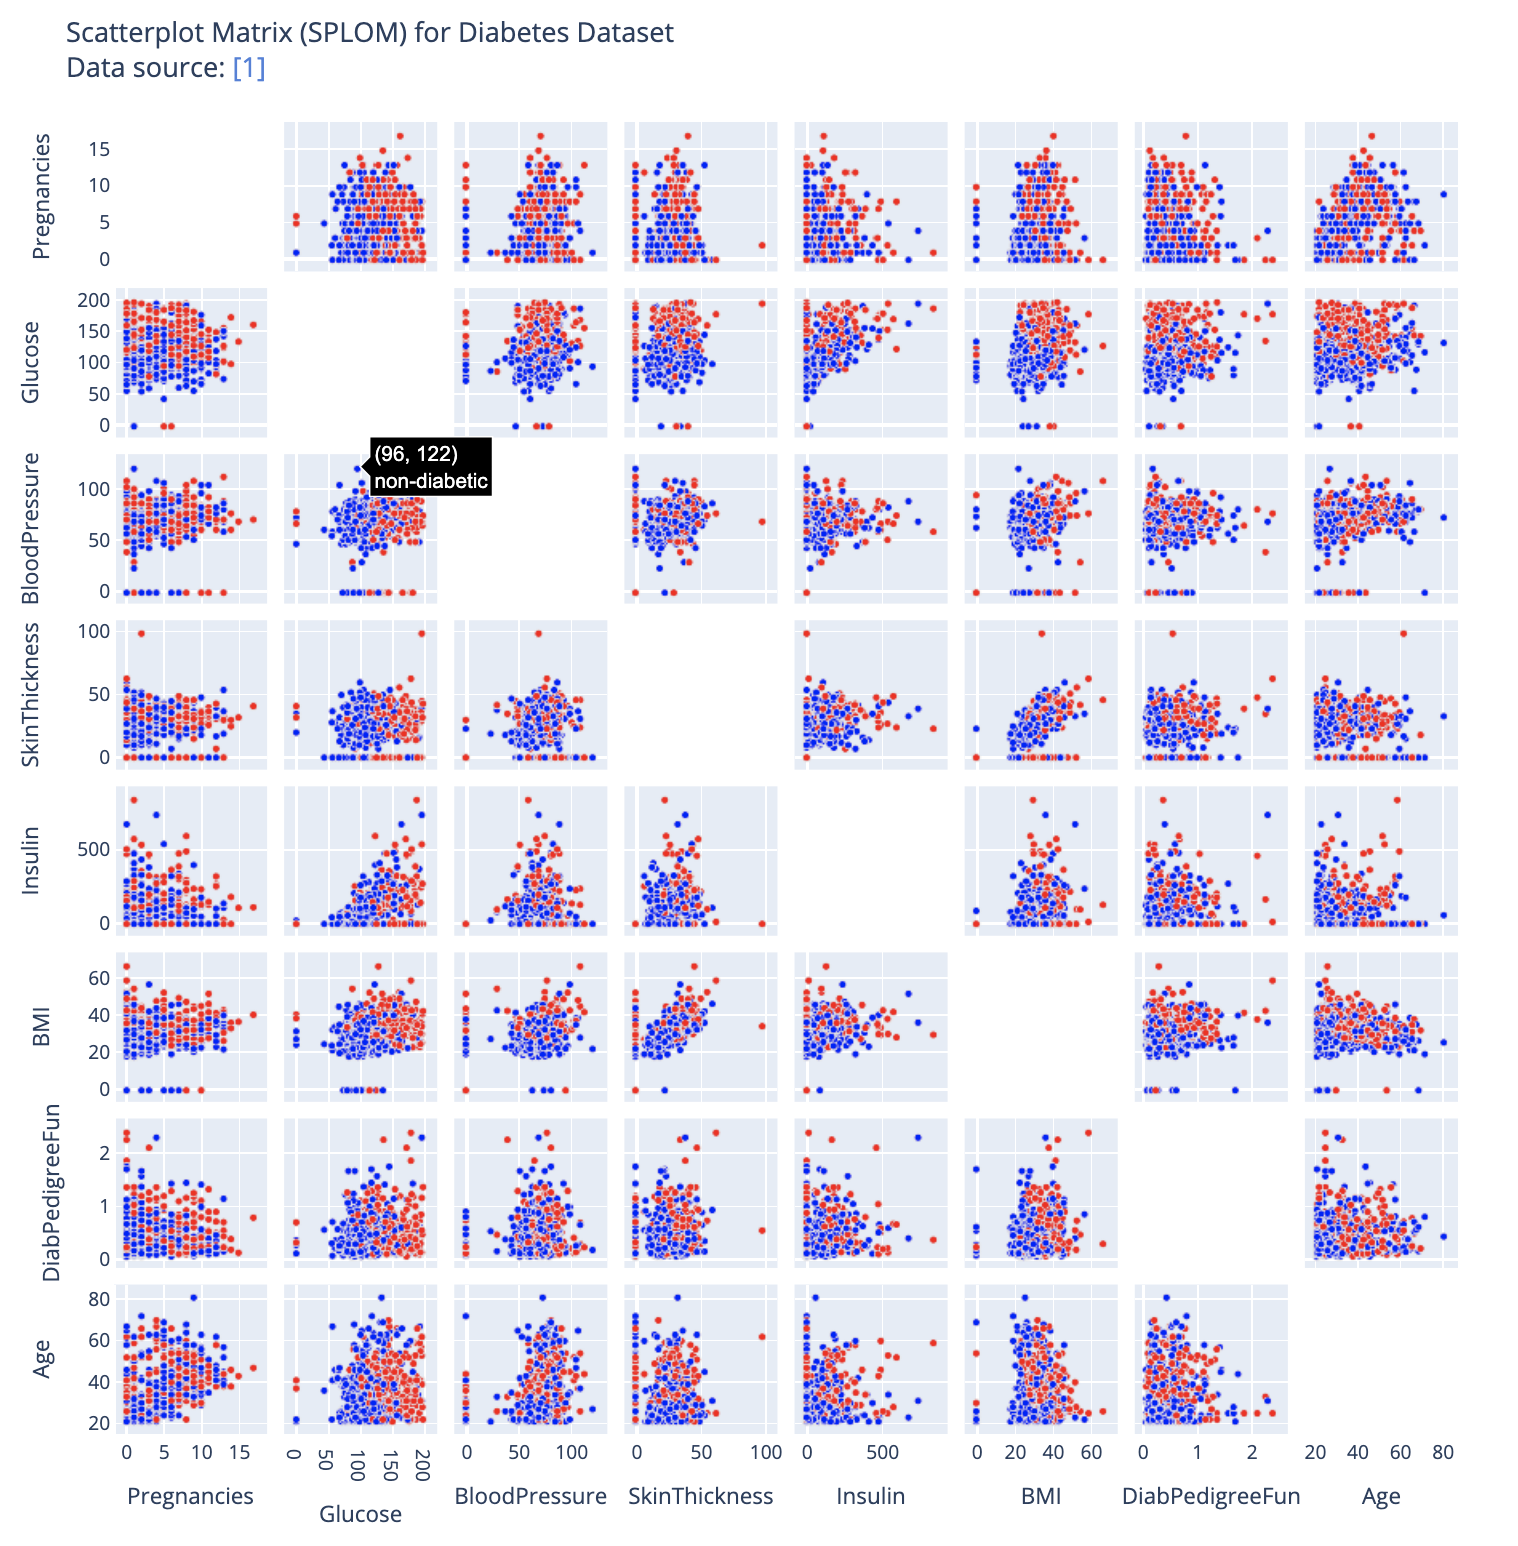 Scatterplot Matrix (SPLOM) for Diabetes Dataset
Data source: [1]
Pregnancies
15
10
5
0
Glucose
200
150
100
50
0
(96, 122)
non-diabetic
BloodPressure
100
50
0
SkinThickness
100
50
0
Insulin
500
0
BMI
60
40
20
0
DiabPedigreeFun
2
1
0
Age
80
60
40
20
0 5 10 15
0 50 100 150 200
0 50 100
0 50 100
0 500
0 20 40 60
0 1 2
20 40 60 80
Pregnancies
Glucose
BloodPressure
SkinThickness
Insulin
BMI
DiabPedigreeFun
Age